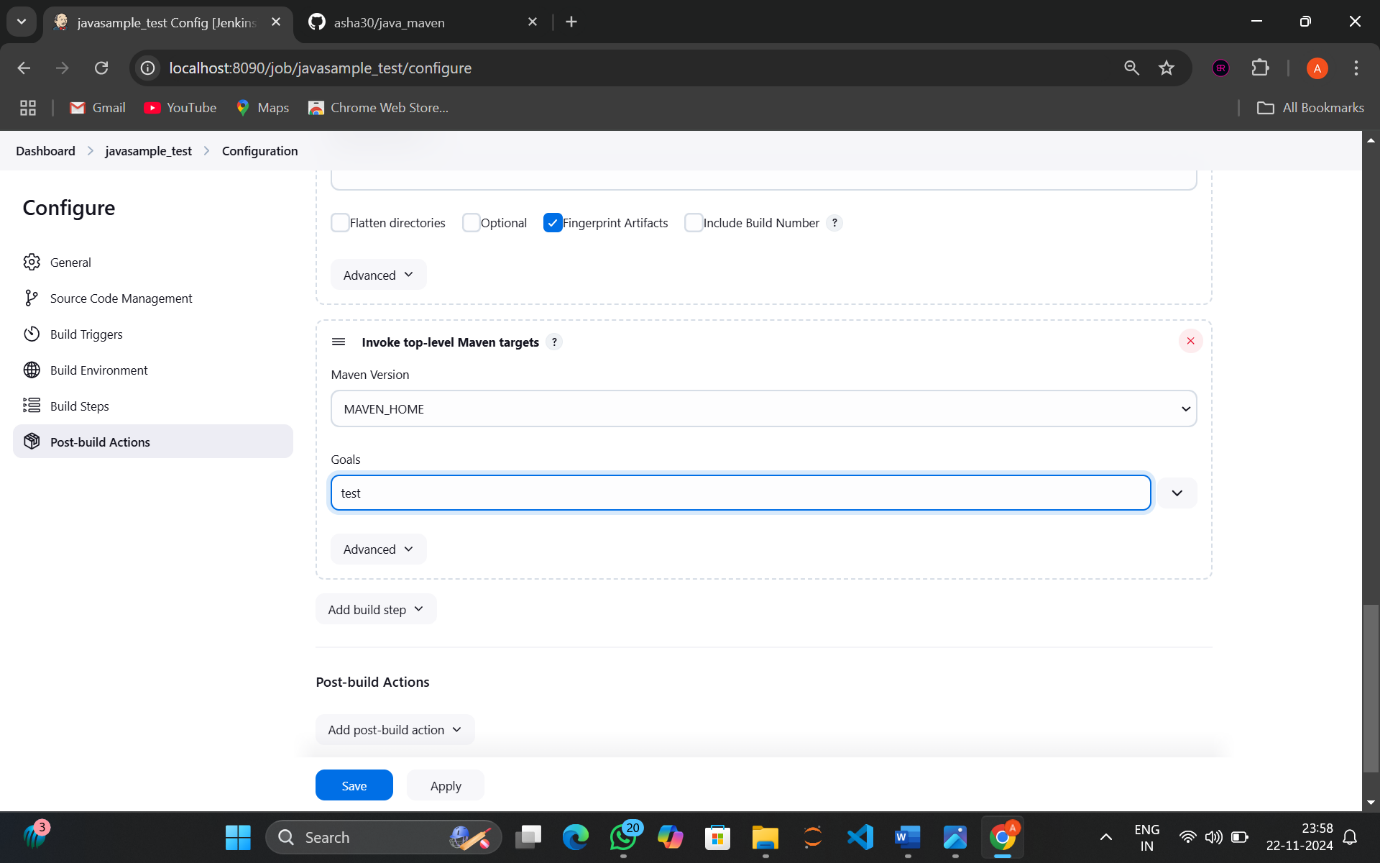 javasample_test Config [Jenkins
asha30/java_maven
localhost:8090/job/javasample_test/configure
A
Gmail
YouTube
Maps
Chrome Web Store...
All Bookmarks
Dashboard
javasample_test
Configuration
Configure
General
Source Code Management
Build Triggers
Build Environment
Build Steps
Post-build Actions
Flatten directories
Optional
Fingerprint Artifacts
Include Build Number ?
Advanced
Invoke top-level Maven targets ?
Maven Version
MAVEN_HOME
Goals
test
Advanced
Add build step
Post-build Actions
Add post-build action
Save
Apply
3
Search
20
W
A
ENG
IN
23:58
22-11-2024